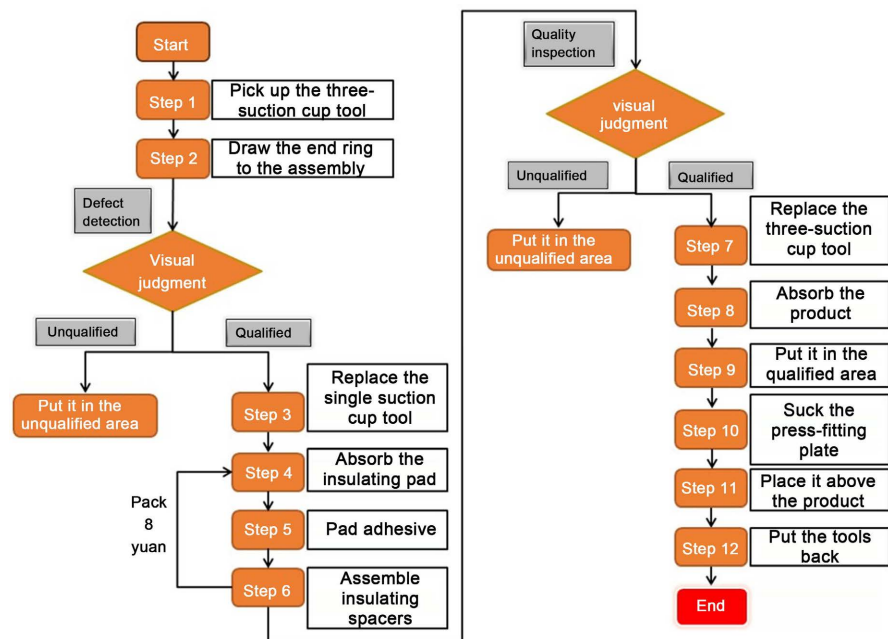 Start
Step 1
Pick up the three-
suction cup tool
Step 2
Draw the end ring
to the assembly
Defect
detection
Visual
judgment
Unqualified
Qualified
Put it in the
unqualified area
Step 3
Replace the
single suction
cup tool
Step 4
Absorb the
insulating pad
Pack
8
yuan
Step 5
Pad adhesive
Step 6
Assemble
insulating
spacers
Quality
inspection
visual
judgment
Unqualified
Qualified
Put it in the
unqualified area
Step 7
Replace the
three-suction
cup tool
Step 8
Absorb the
product
Step 9
Put it in the
qualified area
Step 10
Suck the
press-fitting
plate
Step 11
Place it above
the product
Step 12
Put the tools
back
End